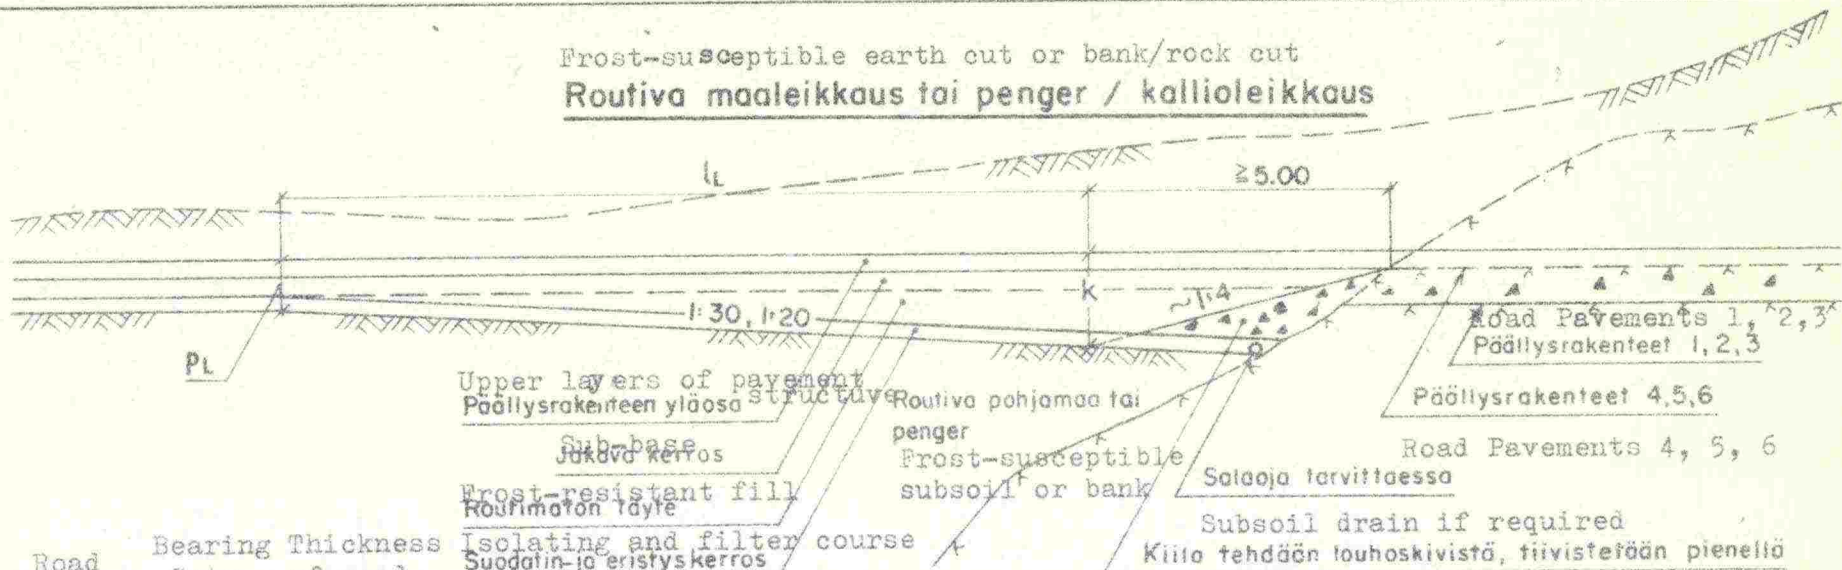 Frost-susceptible earth cut or bank/rock cut
Routiva maaleikkaus tai penger / kallioleikkaus
lL
≥5.00
K
~1:4
1:30, 1:20
PL
Road Pavements 1, 2,3
Päällysrakenteet 1,2,3
Upper layers of pavement
structuve
Päällysrakenteen yläosa
Routiva pohjamaa tai
penger
Päällysrakenteet 4,5,6
Sub-base
Jakava kerros
Frost-susceptible
subsoil or bank
Road Pavements 4, 5, 6
Salaoja tarvittaessa
Frost-resistant fill
Routimaton täyte
Subsoil drain if required
Road
Bearing Thickness
Isolating and filter course
Suodatin-ja eristyskerros
Kiila tehdään louhoskivistä, tiivistetään pienellä